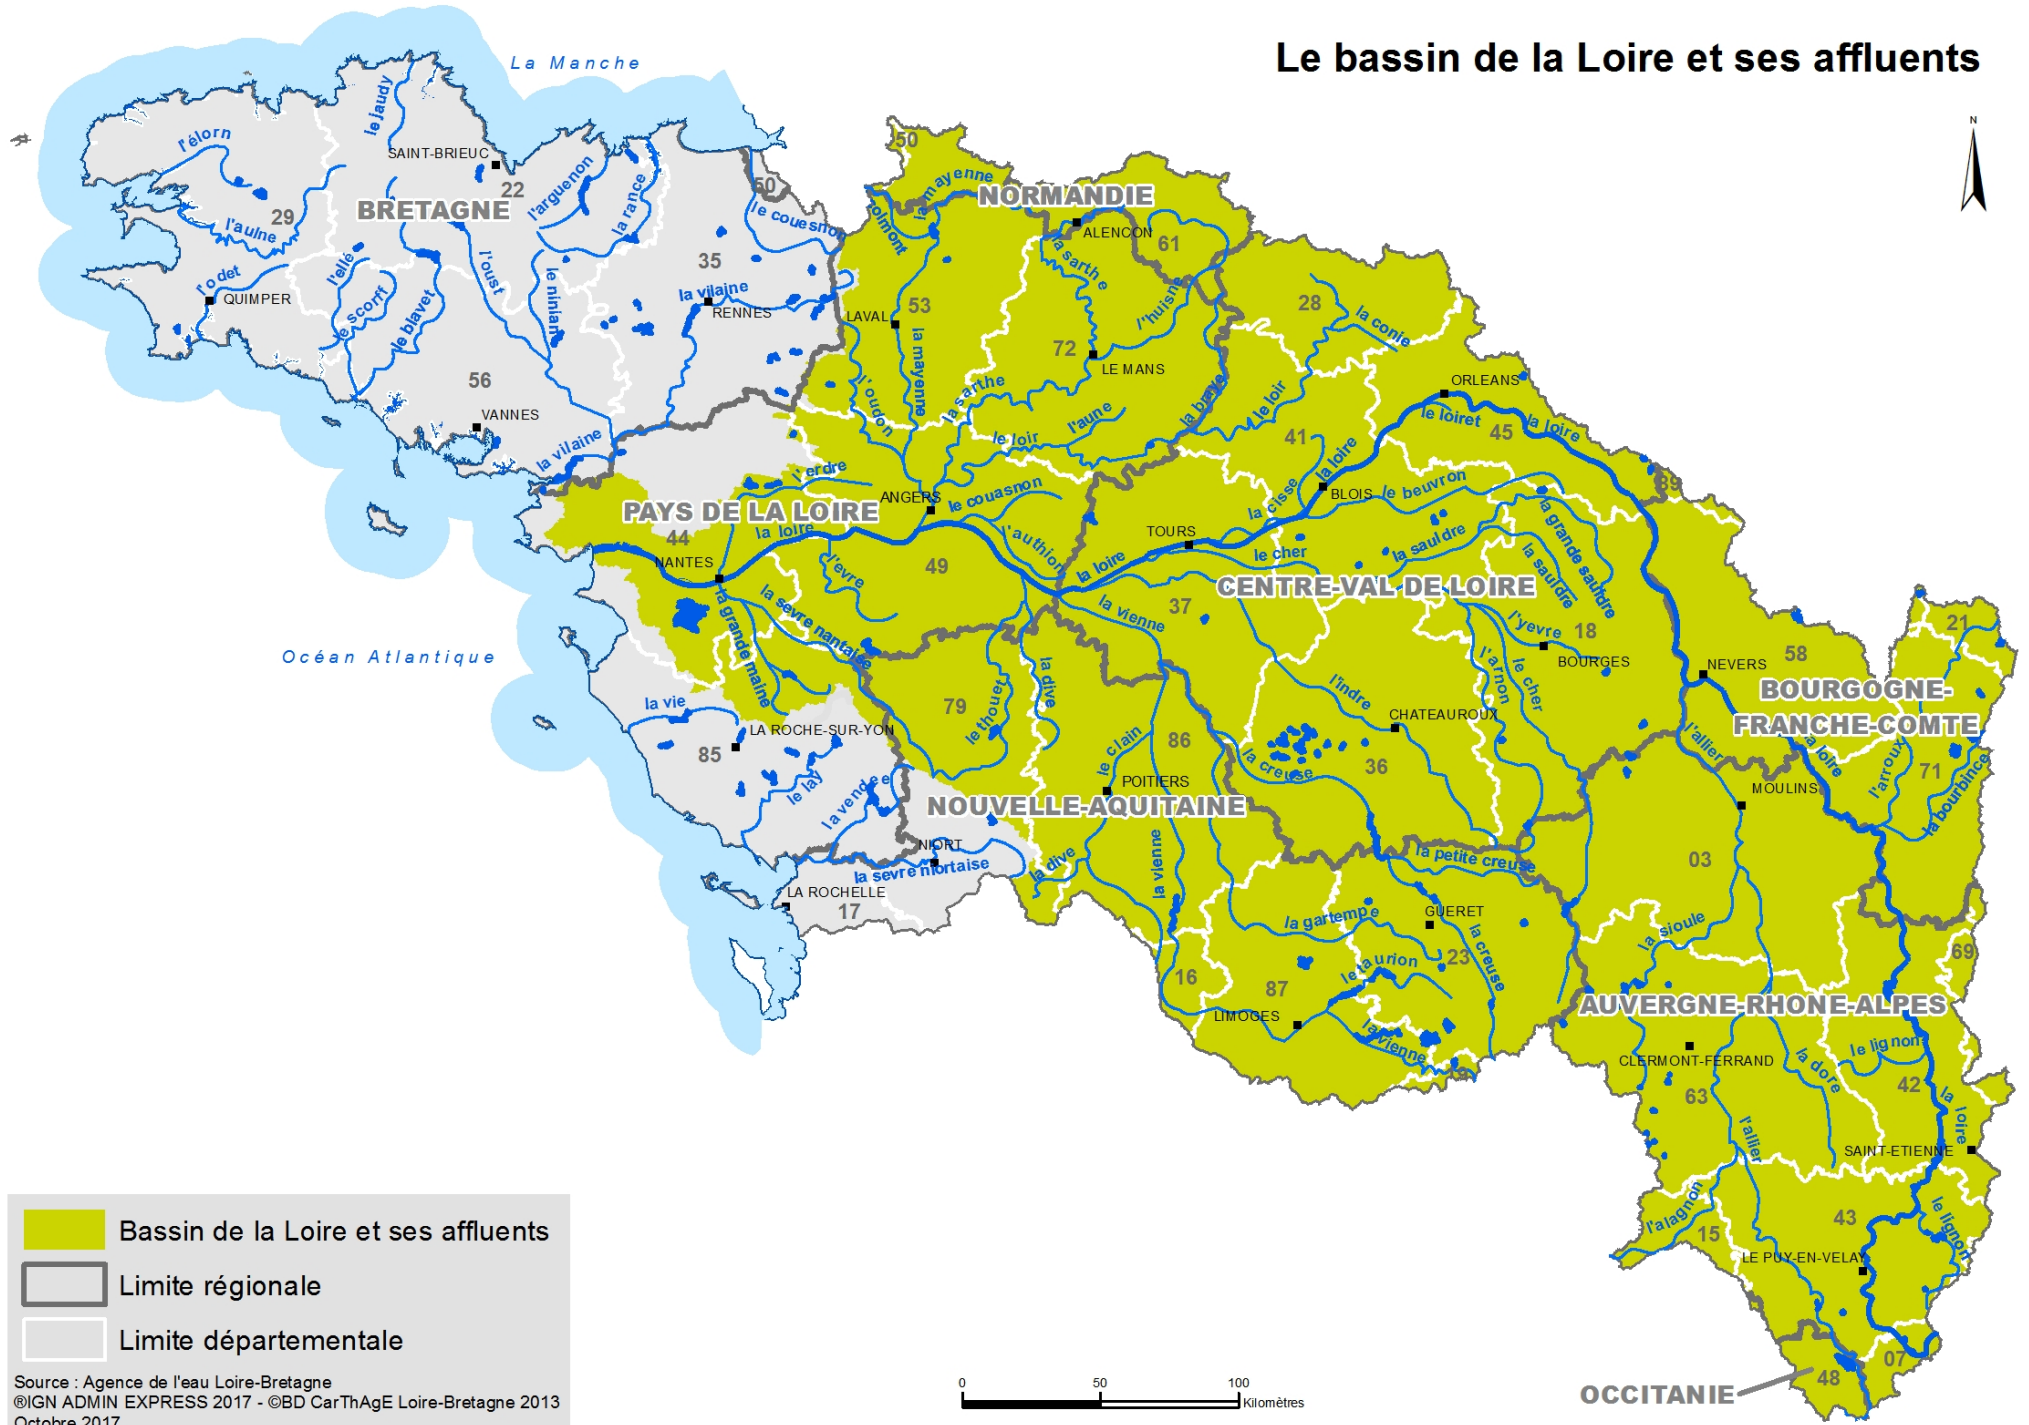 Le bassin de la Loire et ses affluents
La Manche
N
le jaudy
l'élorn
SAINT-BRIEUC
22
l'arguenon
la rance
50
le couesnon
BRETAGNE
29
l'aulne
l'odet
QUIMPER
l'ellé
le scorff
le blavet
l'oust
le ninian
35
la vilaine
RENNES
56
VANNES
la vilaine
50
la mayenne
NORMANDIE
ALENCON
61
la sarthe
l'huisne
53
LAVAL
la mayenne
72
LE MANS
28
la conie
l'oudon
la sarthe
le loir
l'aune
la braye
le loir
41
ORLEANS
le loiret
45
la loire
la loire
89
l'erdre
ANGERS
le couasnon
BLOIS
la cisse
le beuvron
PAYS DE LA LOIRE
44
la loire
l'authion
TOURS
la loire
le cher
la sauldre
la grande sauldre
la sauldre
NANTES
l'evre
49
CENTRE-VAL DE LOIRE
la sevre nantaise
la grande maine
la vienne
37
l'yevre
18
BOURGES
21
58
NEVERS
Océan Atlantique
la vie
LA ROCHE-SUR-YON
85
le lay
la vendee
79
le thouet
la dive
le clain
86
POITIERS
l'indre
CHATEAUROUX
l'arnon
le cher
la creuse
36
l'allier
BOURGOGNE-
FRANCHE-COMTE
la loire
l'arroux
71
la bourbince
MOULINS
NOUVELLE-AQUITAINE
NIORT
la sevre niortaise
LA ROCHELLE
17
la dive
la vienne
la petite creuse
03
GUERET
la gartempe
la creuse
23
la sioule
69
16
87
le taurion
LIMOGES
la vienne
19
AUVERGNE-RHONE-ALPES
CLERMONT-FERRAND
63
la dore
le lignon
42
la loire
l'allier
SAINT-ETIENNE
l'alagnon
15
43
le lignon
LE PUY-EN-VELAY
07
48
OCCITANIE
Bassin de la Loire et ses affluents
Limite régionale
Limite départementale
Source : Agence de l'eau Loire-Bretagne
®IGN ADMIN EXPRESS 2017 - ©BD CarThAgE Loire-Bretagne 2013
Octobre 2017
0 50 100
Kilomètres